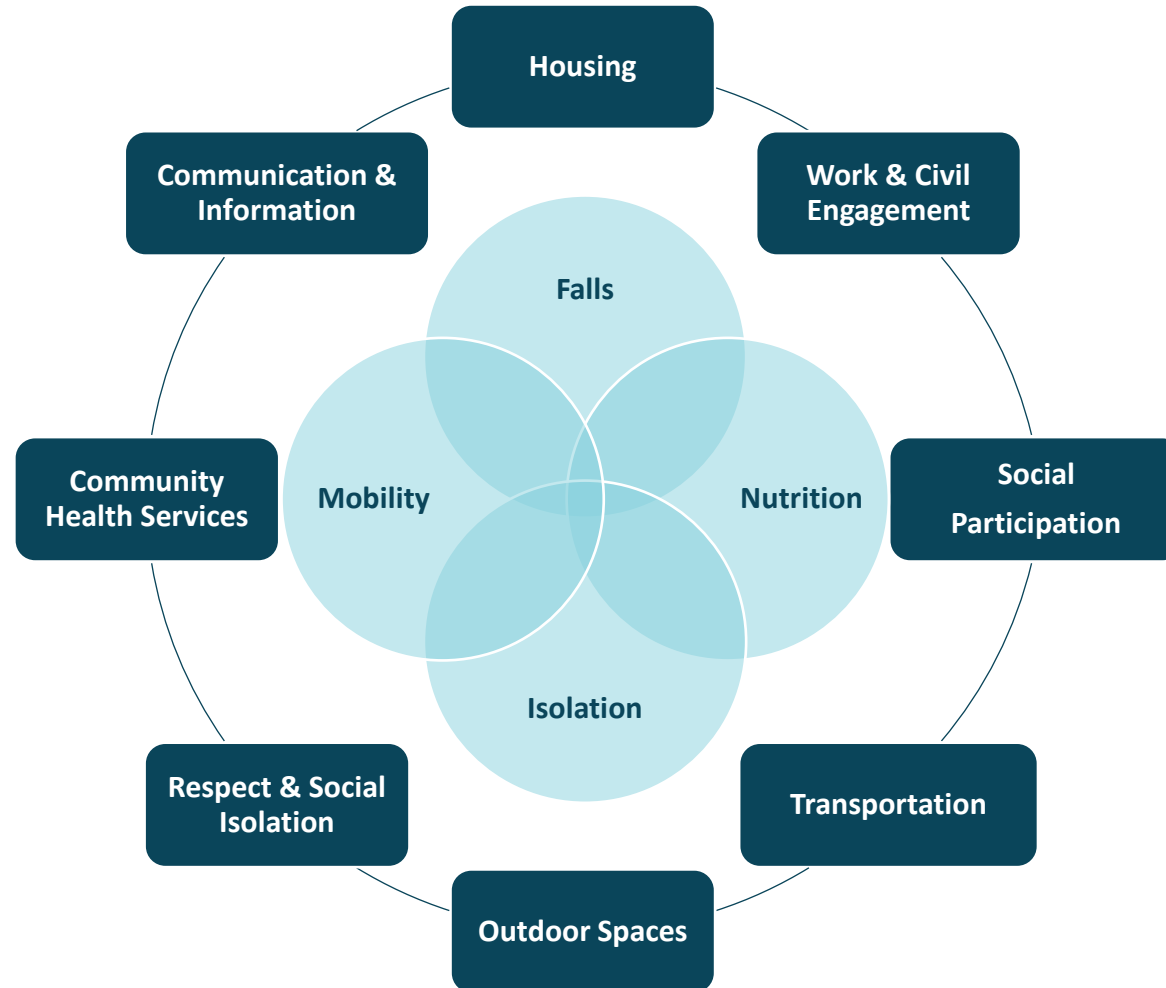 Housing
Communication &
Information
Work & Civil
Engagement
Falls
Community
Health Services
Mobility
Nutrition
Social
Participation
Isolation
Respect & Social
Isolation
Transportation
Outdoor Spaces